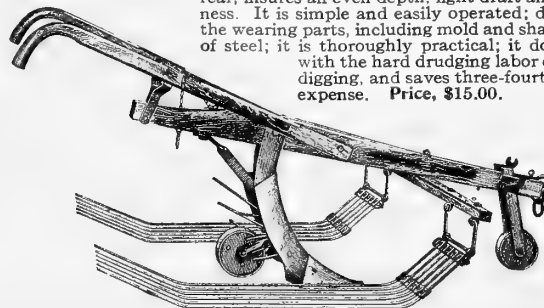 rear, insures an even depth, light draft and
ness. It is simple and easily operated; d
the wearing parts, including mold and sha
of steel; it is thoroughly practical; it do
with the hard drudging labor
digging, and saves three-fourt
expense. Price, $15.00.